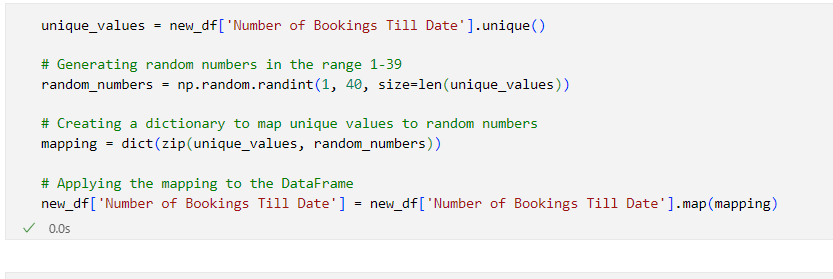 unique_values = new_df['Number of Bookings Till Date'].unique()
# Generating random numbers in the range 1-39
random_numbers = np.random.randint(1, 40, size=len(unique_values))
# Creating a dictionary to map unique values to random numbers
mapping = dict(zip(unique_values, random_numbers))
# Applying the mapping to the DataFrame
new_df['Number of Bookings Till Date'] = new_df['Number of Bookings Till Date'].map(mapping)
0.0s